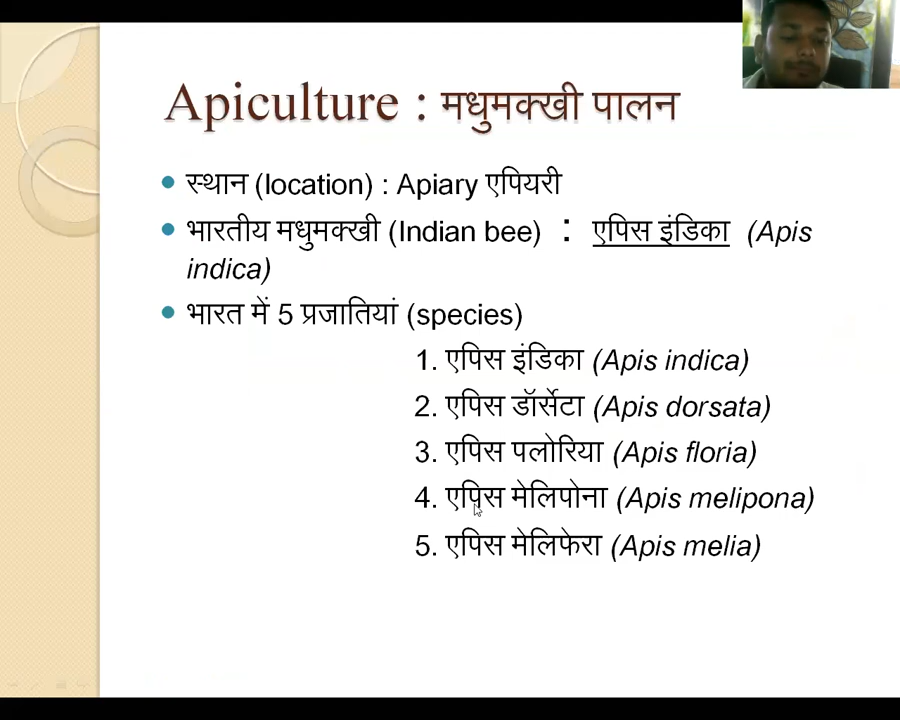 Apiculture : मधुमक्खी पालन
स्थान (location) : Apiary एपियरी
भारतीय मधुमक्खी (Indian bee) : एपिस इंडिका (Apis
indica)
भारत में 5 प्रजातियां (species)
1. एपिस इंडिका (Apis indica)
2. एपिस डॉर्सेटा (Apis dorsata)
3. एपिस पलोरिया (Apis floria)
4. एपिस मेलिपोना (Apis melipona)
5. एपिस मेलिफेरा (Apis melia)